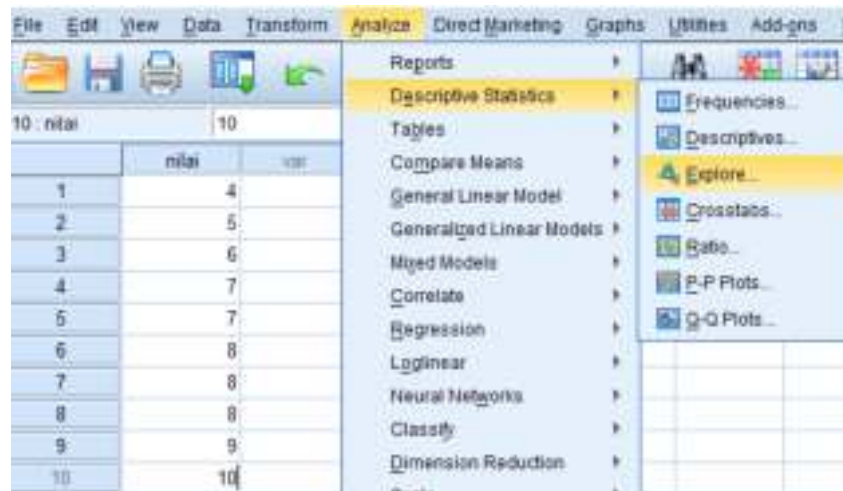 File Edit View Data Transform Analyze Direct Marketing Graphs Utilities Add-ons
10 : nilai 10
nilai var
1 4
2 5
3 6
4 7
5 7
6 8
7 8
8 8
9 9
10 10
Reports
Descriptive Statistics
Tables
Compare Means
General Linear Model
Generalized Linear Models
Mixed Models
Correlate
Regression
Loglinear
Neural Networks
Classify
Dimension Reduction
Frequencies...
Descriptives...
Explore...
Crosstabs...
Ratio...
P-P Plots...
Q-Q Plots...